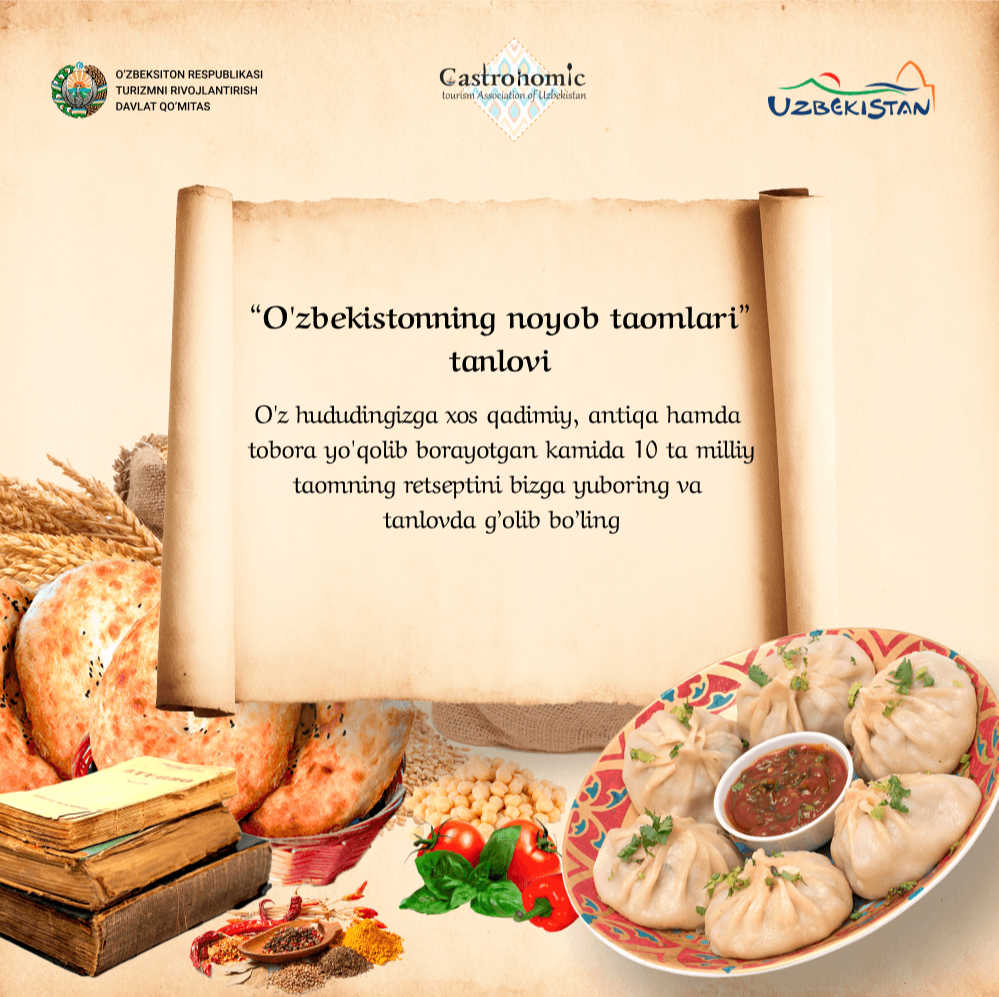 O'ZBEKSITON RESPUBLIKASI
TURIZMNI RIVOJLANTIRISH
DAVLAT QO'MITAS
Gastronomic
tourism Association of Uzbekistan
UZBEKISTAN
“O'zbekistonning noyob taomlari”
tanlovi
O'z hududingizga xos qadimiy, antiqa hamda
tobora yo'qolib borayotgan kamida 10 ta milliy
taomning retseptini bizga yuboring va
tanlovda g’olib bo’ling